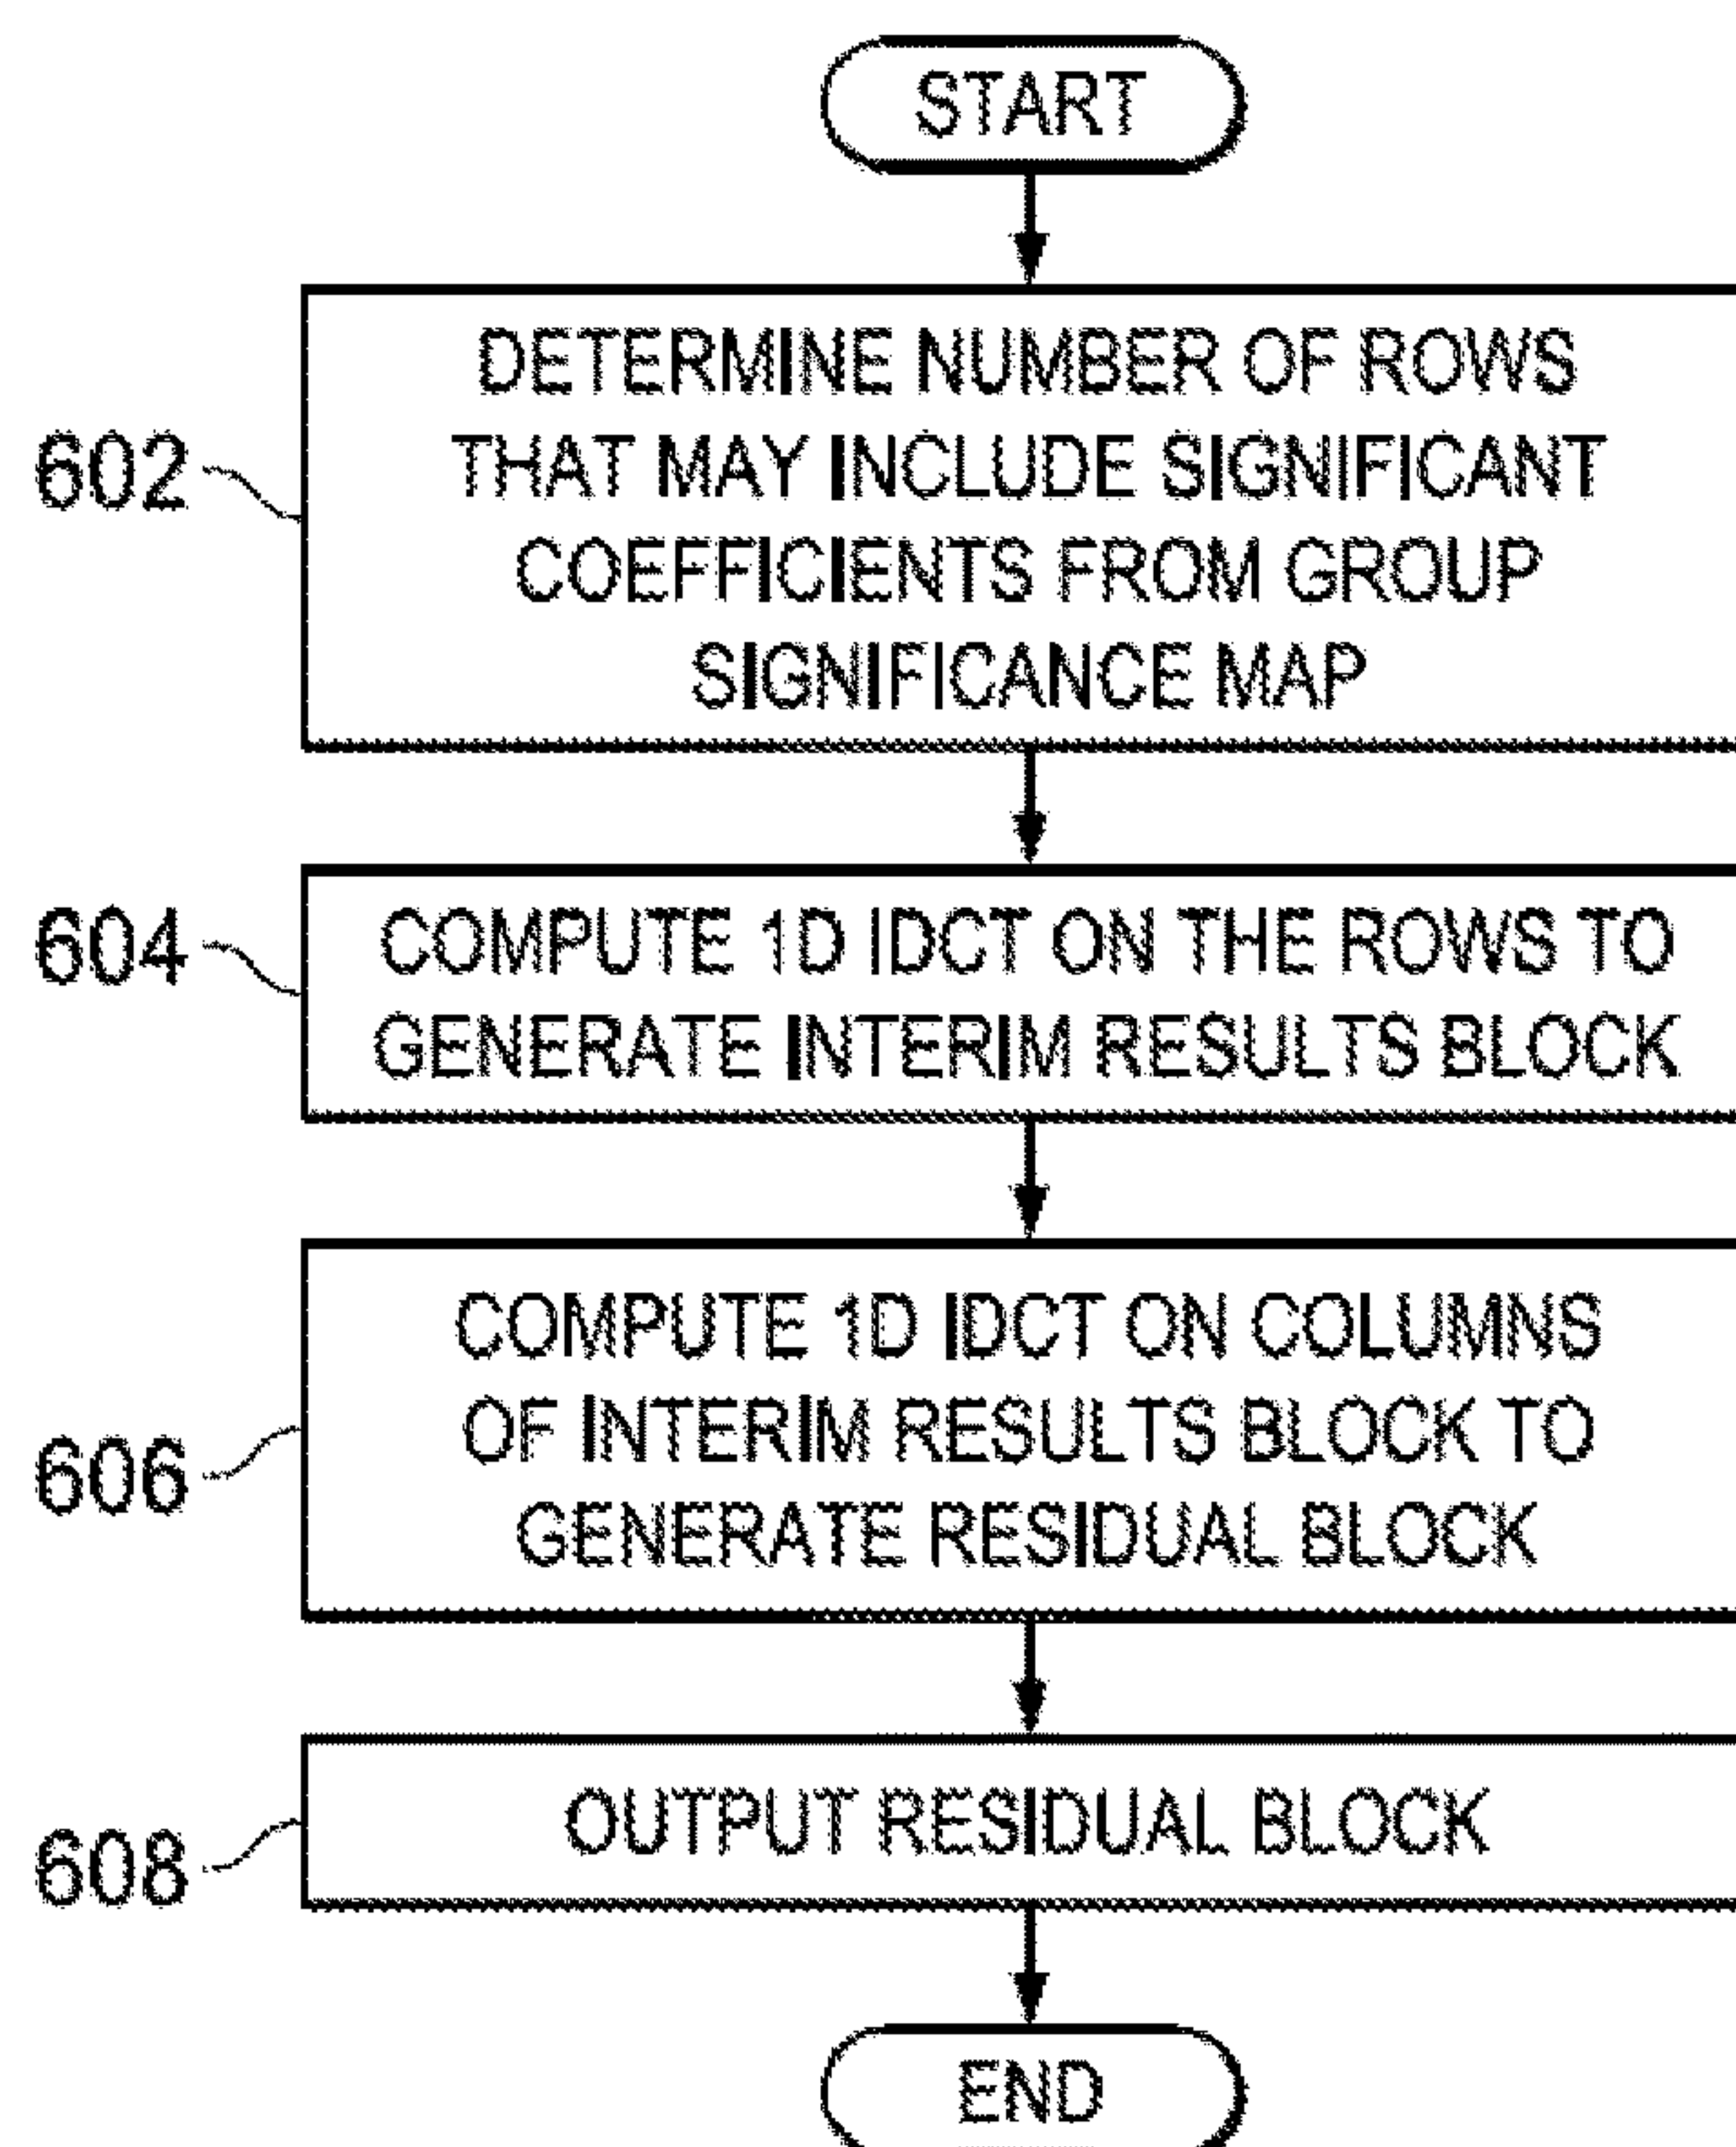 START
602
DETERMINE NUMBER OF ROWS
THAT MAY INCLUDE SIGNIFICANT
COEFFICIENTS FROM GROUP
SIGNIFICANCE MAP
604
COMPUTE 1D IDCT ON THE ROWS TO
GENERATE INTERIM RESULTS BLOCK
606
COMPUTE 1D IDCT ON COLUMNS
OF INTERIM RESULTS BLOCK TO
GENERATE RESIDUAL BLOCK
608
OUTPUT RESIDUAL BLOCK
END